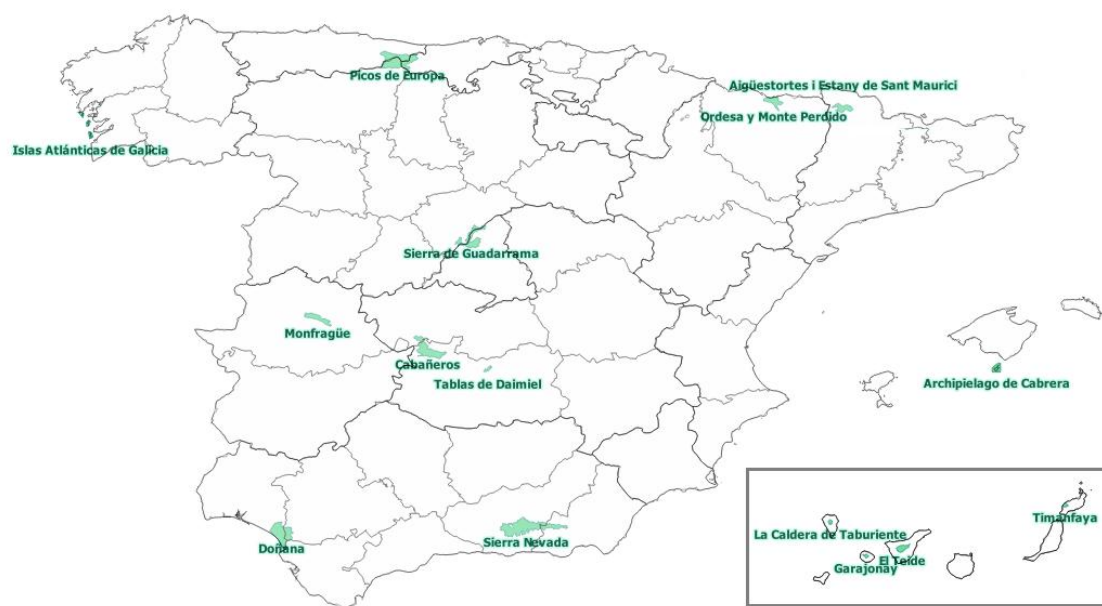 Picos de Europa
Aigüestortes i Estany de Sant Maurici
Ordesa y Monte Perdido
Islas Atlánticas de Galicia
Sierra de Guadarrama
Monfragüe
Cabañeros
Tablas de Daimiel
Archipielago de Cabrera
Doñana
Sierra Nevada
Timanfaya
La Caldera de Taburiente
El Teide
Garajonay